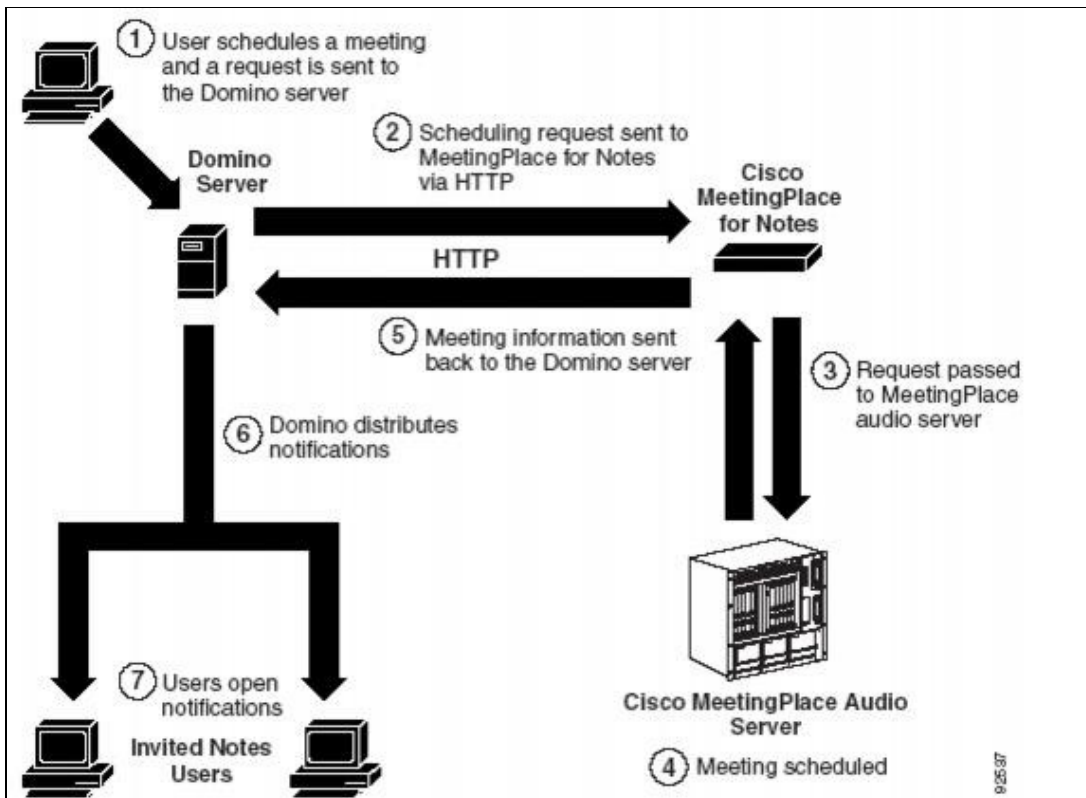 1 User schedules a meeting
and a request is sent to
the Domino server
2 Scheduling request sent to
MeetingPlace for Notes
via HTTP
Domino
Server
Cisco
MeetingPlace
for Notes
HTTP
5 Meeting information sent
back to the Domino server
3 Request passed
to MeetingPlace
audio server
6 Domino distributes
notifications
7 Users open
notifications
Invited Notes
Users
Cisco MeetingPlace Audio
Server
4 Meeting scheduled
92597